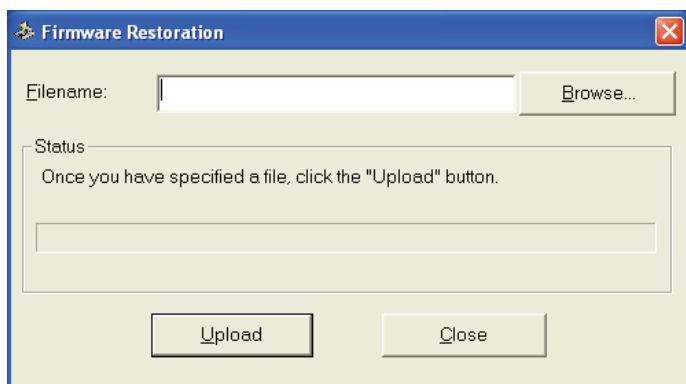 Firmware Restoration
Filename:
Browse...
Status
Once you have specified a file, click the "Upload" button.
Upload
Close